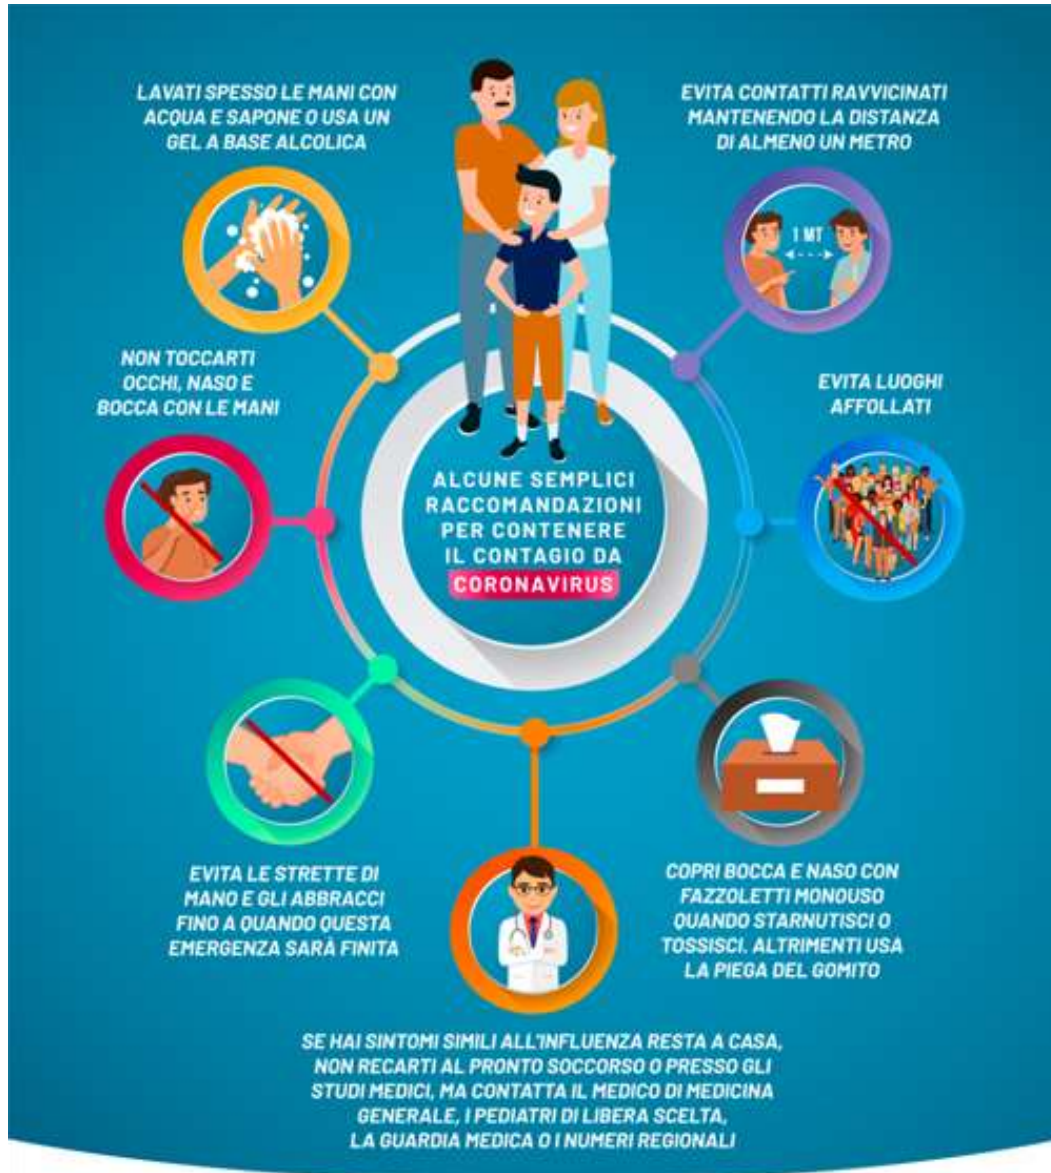 LAVATI SPESSO LE MANI CON
ACQUA E SAPONE O USA UN
GEL A BASE ALCOLICA
EVITA CONTATTI RAVVICINATI
MANTENENDO LA DISTANZA
DI ALMENO UN METRO
1 MT
NON TOCCARTI
OCCHI, NASO E
BOCCA CON LE MANI
EVITA LUOGHI
AFFOLLATI
ALCUNE SEMPLICI
RACCOMANDAZIONI
PER CONTENERE
IL CONTAGIO DA
CORONAVIRUS
EVITA LE STRETTE DI
MANO E GLI ABBRACCI
FINO A QUANDO QUESTA
EMERGENZA SARÀ FINITA
COPRI BOCCA E NASO CON
FAZZOLETTI MONOUSO
QUANDO STARNUTISCI O
TOSSISCI. ALTRIMENTI USA
LA PIEGA DEL GOMITO
SE HAI SINTOMI SIMILI ALL'INFLUENZA RESTA A CASA,
NON RECARTI AL PRONTO SOCCORSO O PRESSO GLI
STUDI MEDICI, MA CONTATTA IL MEDICO DI MEDICINA
GENERALE, I PEDIATRI DI LIBERA SCELTA,
LA GUARDIA MEDICA O I NUMERI REGIONALI